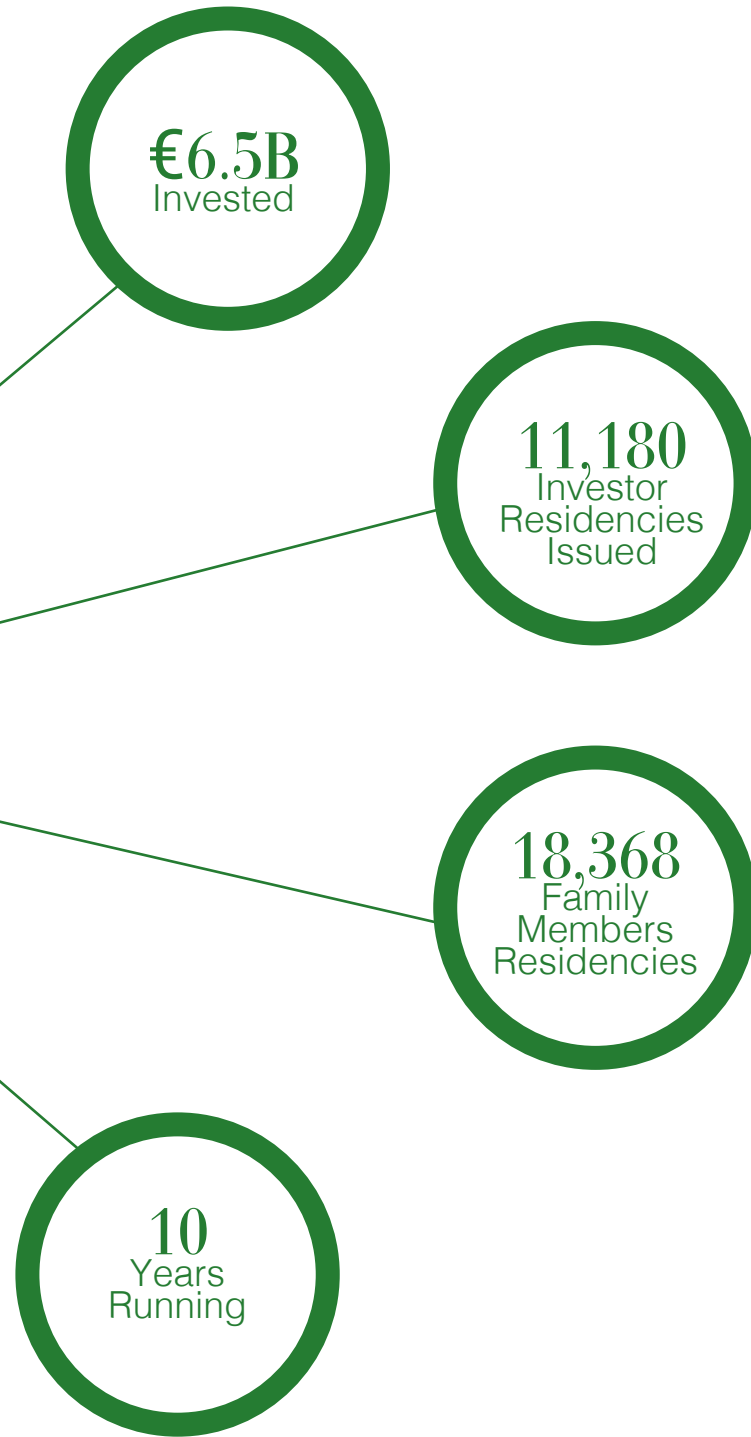 €6.5B
Invested
11,180
Investor
Residencies
Issued
18,368
Family
Members
Residencies
10
Years
Running